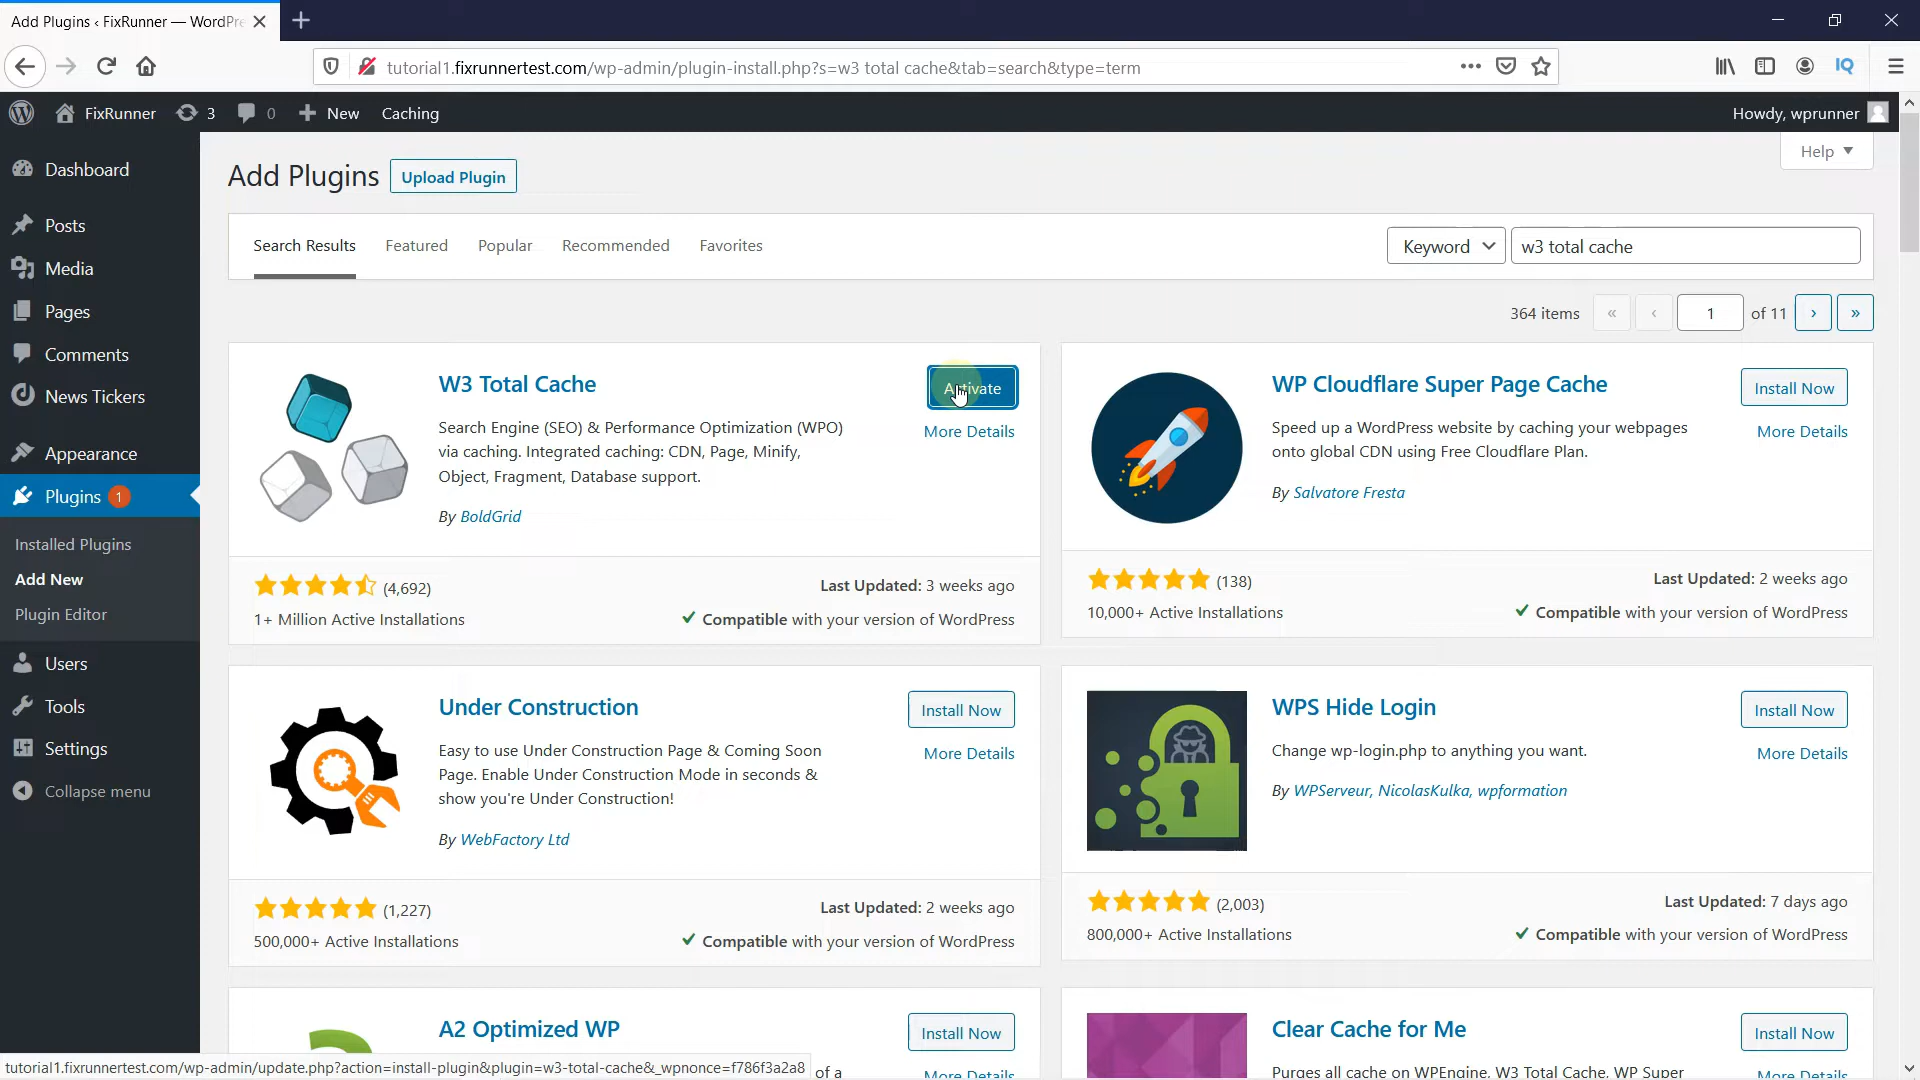 Add Plugins ‹ FixRunner — WordPre
tutorial1.fixrunnertest.com/wp-admin/plugin-install.php?s=w3 total cache&tab=search&type=term
IQ
FixRunner
3
0
New
Caching
Howdy, wprunner
Dashboard
Posts
Media
Pages
Comments
News Tickers
Appearance
Plugins 1
Installed Plugins
Add New
Plugin Editor
Users
Tools
Settings
Collapse menu
Help
Add Plugins
Upload Plugin
Search Results
Featured
Popular
Recommended
Favorites
Keyword
w3 total cache
364 items
«
‹
1
of 11
›
»
W3 Total Cache
Activate
More Details
Search Engine (SEO) & Performance Optimization (WPO)
via caching. Integrated caching: CDN, Page, Minify,
Object, Fragment, Database support.
By BoldGrid
(4,692)
Last Updated: 3 weeks ago
1+ Million Active Installations
Compatible with your version of WordPress
WP Cloudflare Super Page Cache
Install Now
More Details
Speed up a WordPress website by caching your webpages
onto global CDN using Free Cloudflare Plan.
By Salvatore Fresta
(138)
Last Updated: 2 weeks ago
10,000+ Active Installations
Compatible with your version of WordPress
Under Construction
Install Now
More Details
Easy to use Under Construction Page & Coming Soon
Page. Enable Under Construction Mode in seconds &
show you're Under Construction!
By WebFactory Ltd
(1,227)
Last Updated: 2 weeks ago
500,000+ Active Installations
Compatible with your version of WordPress
WPS Hide Login
Install Now
More Details
Change wp-login.php to anything you want.
By WPServeur, NicolasKulka, wpformation
(2,003)
Last Updated: 7 days ago
800,000+ Active Installations
Compatible with your version of WordPress
A2 Optimized WP
Install Now
of a
More Details
Clear Cache for Me
Install Now
Purges all cache on WPEngine, W3 Total Cache, WP Super
More Details
tutorial1.fixrunnertest.com/wp-admin/update.php?action=install-plugin&plugin=w3-total-cache&_wpnonce=f786f3a2a8